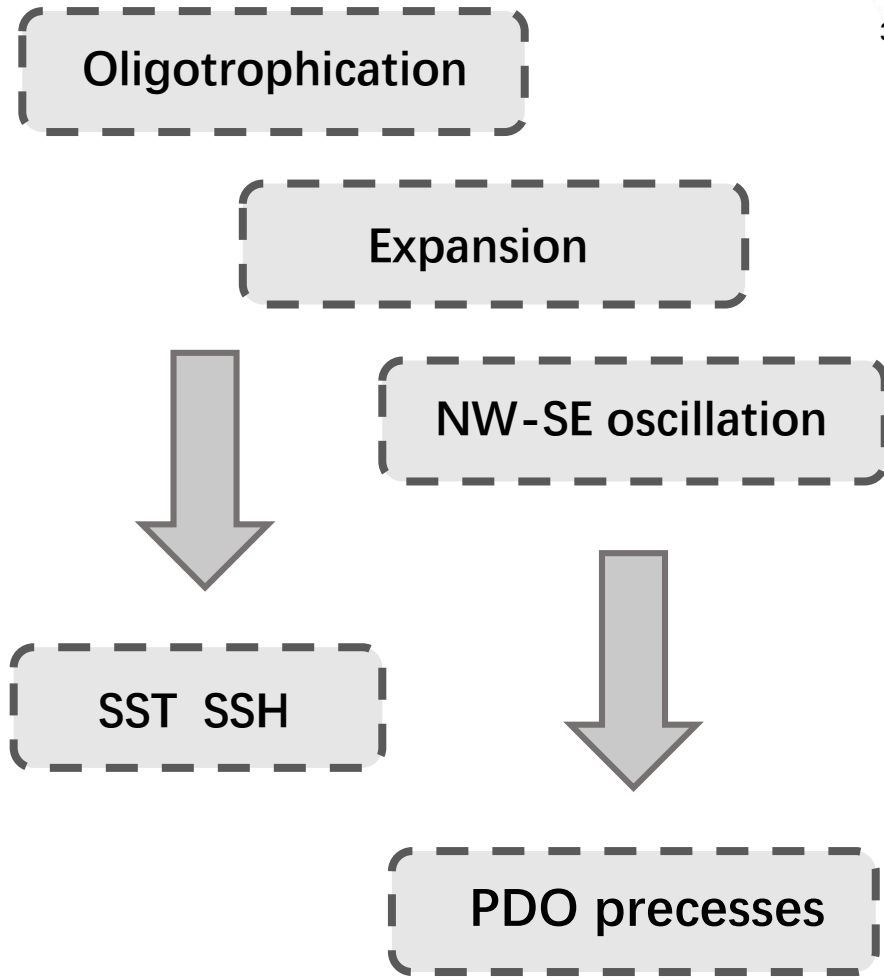 Oligotrophication
Expansion
NW-SE oscillation
SST SSH
PDO precesses